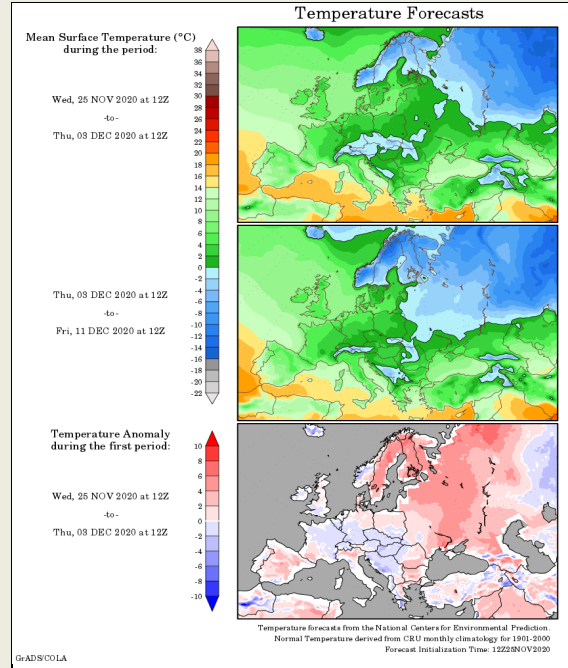 Temperature Forecasts
Mean Surface Temperature (°C)
during the period:
Wed, 25 NOV 2020 at 12Z
-to-
Thu, 03 DEC 2020 at 12Z
38
36
34
32
30
28
26
24
22
20
18
16
14
12
10
8
6
4
2
0
-2
-4
-6
-8
-10
-12
-14
-16
-18
-20
-22
Thu, 03 DEC 2020 at 12Z
-to-
Fri, 11 DEC 2020 at 12Z
Temperature Anomaly
during the first period:
Wed, 25 NOV 2020 at 12Z
-to-
Thu, 03 DEC 2020 at 12Z
10
8
6
4
2
0
-2
-4
-6
-8
-10
Temperature forecasts from the National Centers for Environmental Prediction.
Normal Temperature derived from CRU monthly climatology for 1901-2000
Forecast Initialization Time: 12Z25NOV2020
GrADS/COLA